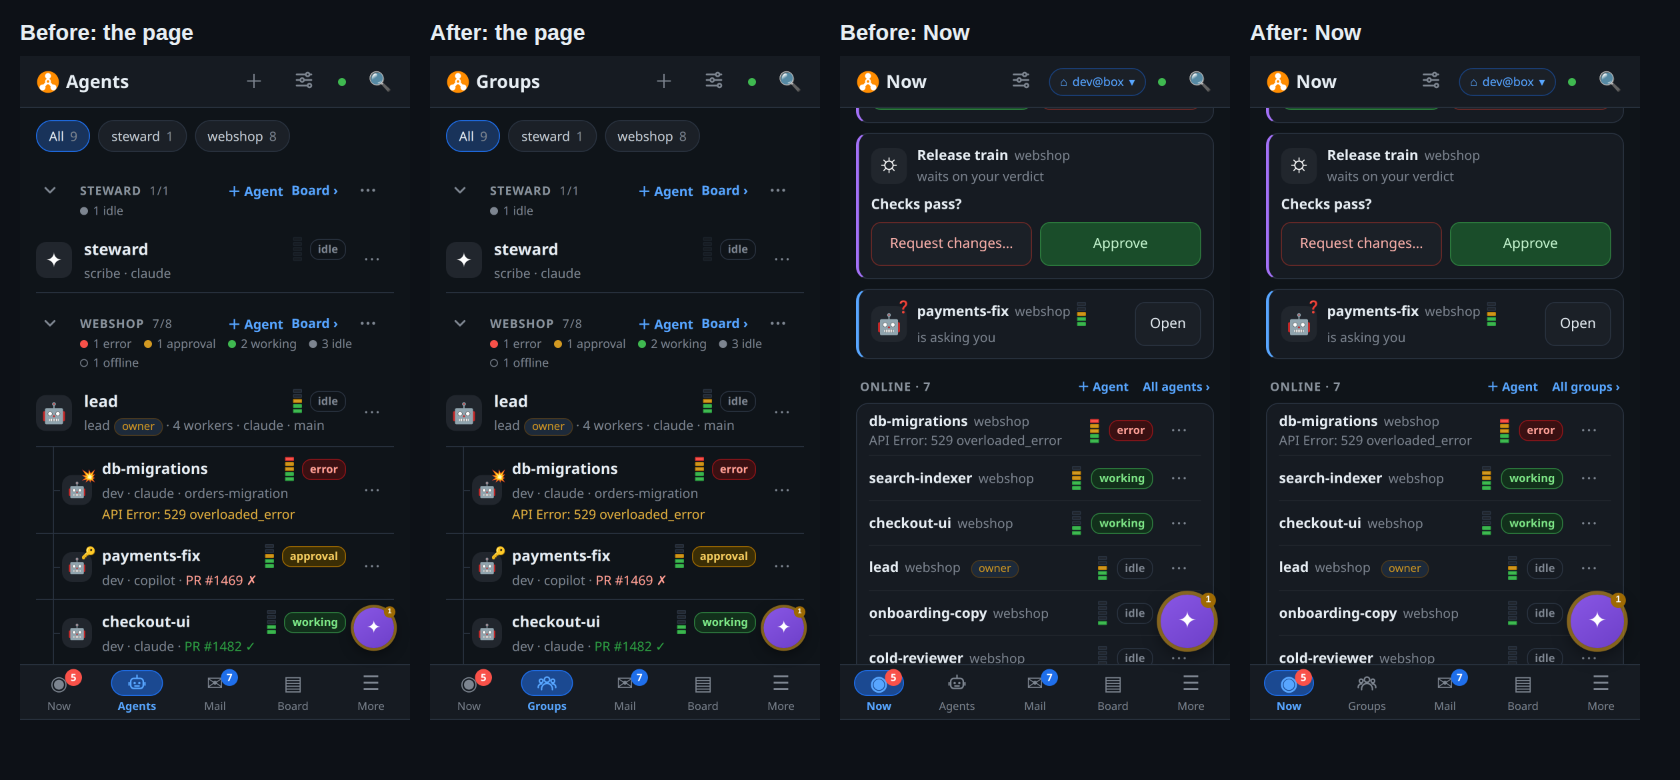 Before: the page
Agents
All 9
steward 1
webshop 8
STEWARD 1/1
+ Agent
Board ›
1 idle
steward
idle
scribe · claude
WEBSHOP 7/8
+ Agent
Board ›
1 error
1 approval
2 working
3 idle
1 offline
lead
idle
lead owner · 4 workers · claude · main
db-migrations
error
dev · claude · orders-migration
API Error: 529 overloaded_error
payments-fix
approval
dev · copilot · PR #1469 ✗
checkout-ui
working
dev · claude · PR #1482 ✓
1
5
7
Now
Agents
Mail
Board
More
After: the page
Groups
All 9
steward 1
webshop 8
STEWARD 1/1
+ Agent
Board ›
1 idle
steward
idle
scribe · claude
WEBSHOP 7/8
+ Agent
Board ›
1 error
1 approval
2 working
3 idle
1 offline
lead
idle
lead owner · 4 workers · claude · main
db-migrations
error
dev · claude · orders-migration
API Error: 529 overloaded_error
payments-fix
approval
dev · copilot · PR #1469 ✗
checkout-ui
working
dev · claude · PR #1482 ✓
1
5
7
Now
Groups
Mail
Board
More
Before: Now
Now
dev@box ▾
Release train webshop
waits on your verdict
Checks pass?
Request changes...
Approve
payments-fix webshop
is asking you
Open
ONLINE · 7
+ Agent
All agents ›
db-migrations webshop
API Error: 529 overloaded_error
error
search-indexer webshop
working
checkout-ui webshop
working
lead webshop owner
idle
onboarding-copy webshop
idle
cold-reviewer webshop
idle
1
5
7
Now
Agents
Mail
Board
More
After: Now
Now
dev@box ▾
Release train webshop
waits on your verdict
Checks pass?
Request changes...
Approve
payments-fix webshop
is asking you
Open
ONLINE · 7
+ Agent
All groups ›
db-migrations webshop
API Error: 529 overloaded_error
error
search-indexer webshop
working
checkout-ui webshop
working
lead webshop owner
idle
onboarding-copy webshop
idle
cold-reviewer webshop
idle
1
5
7
Now
Groups
Mail
Board
More